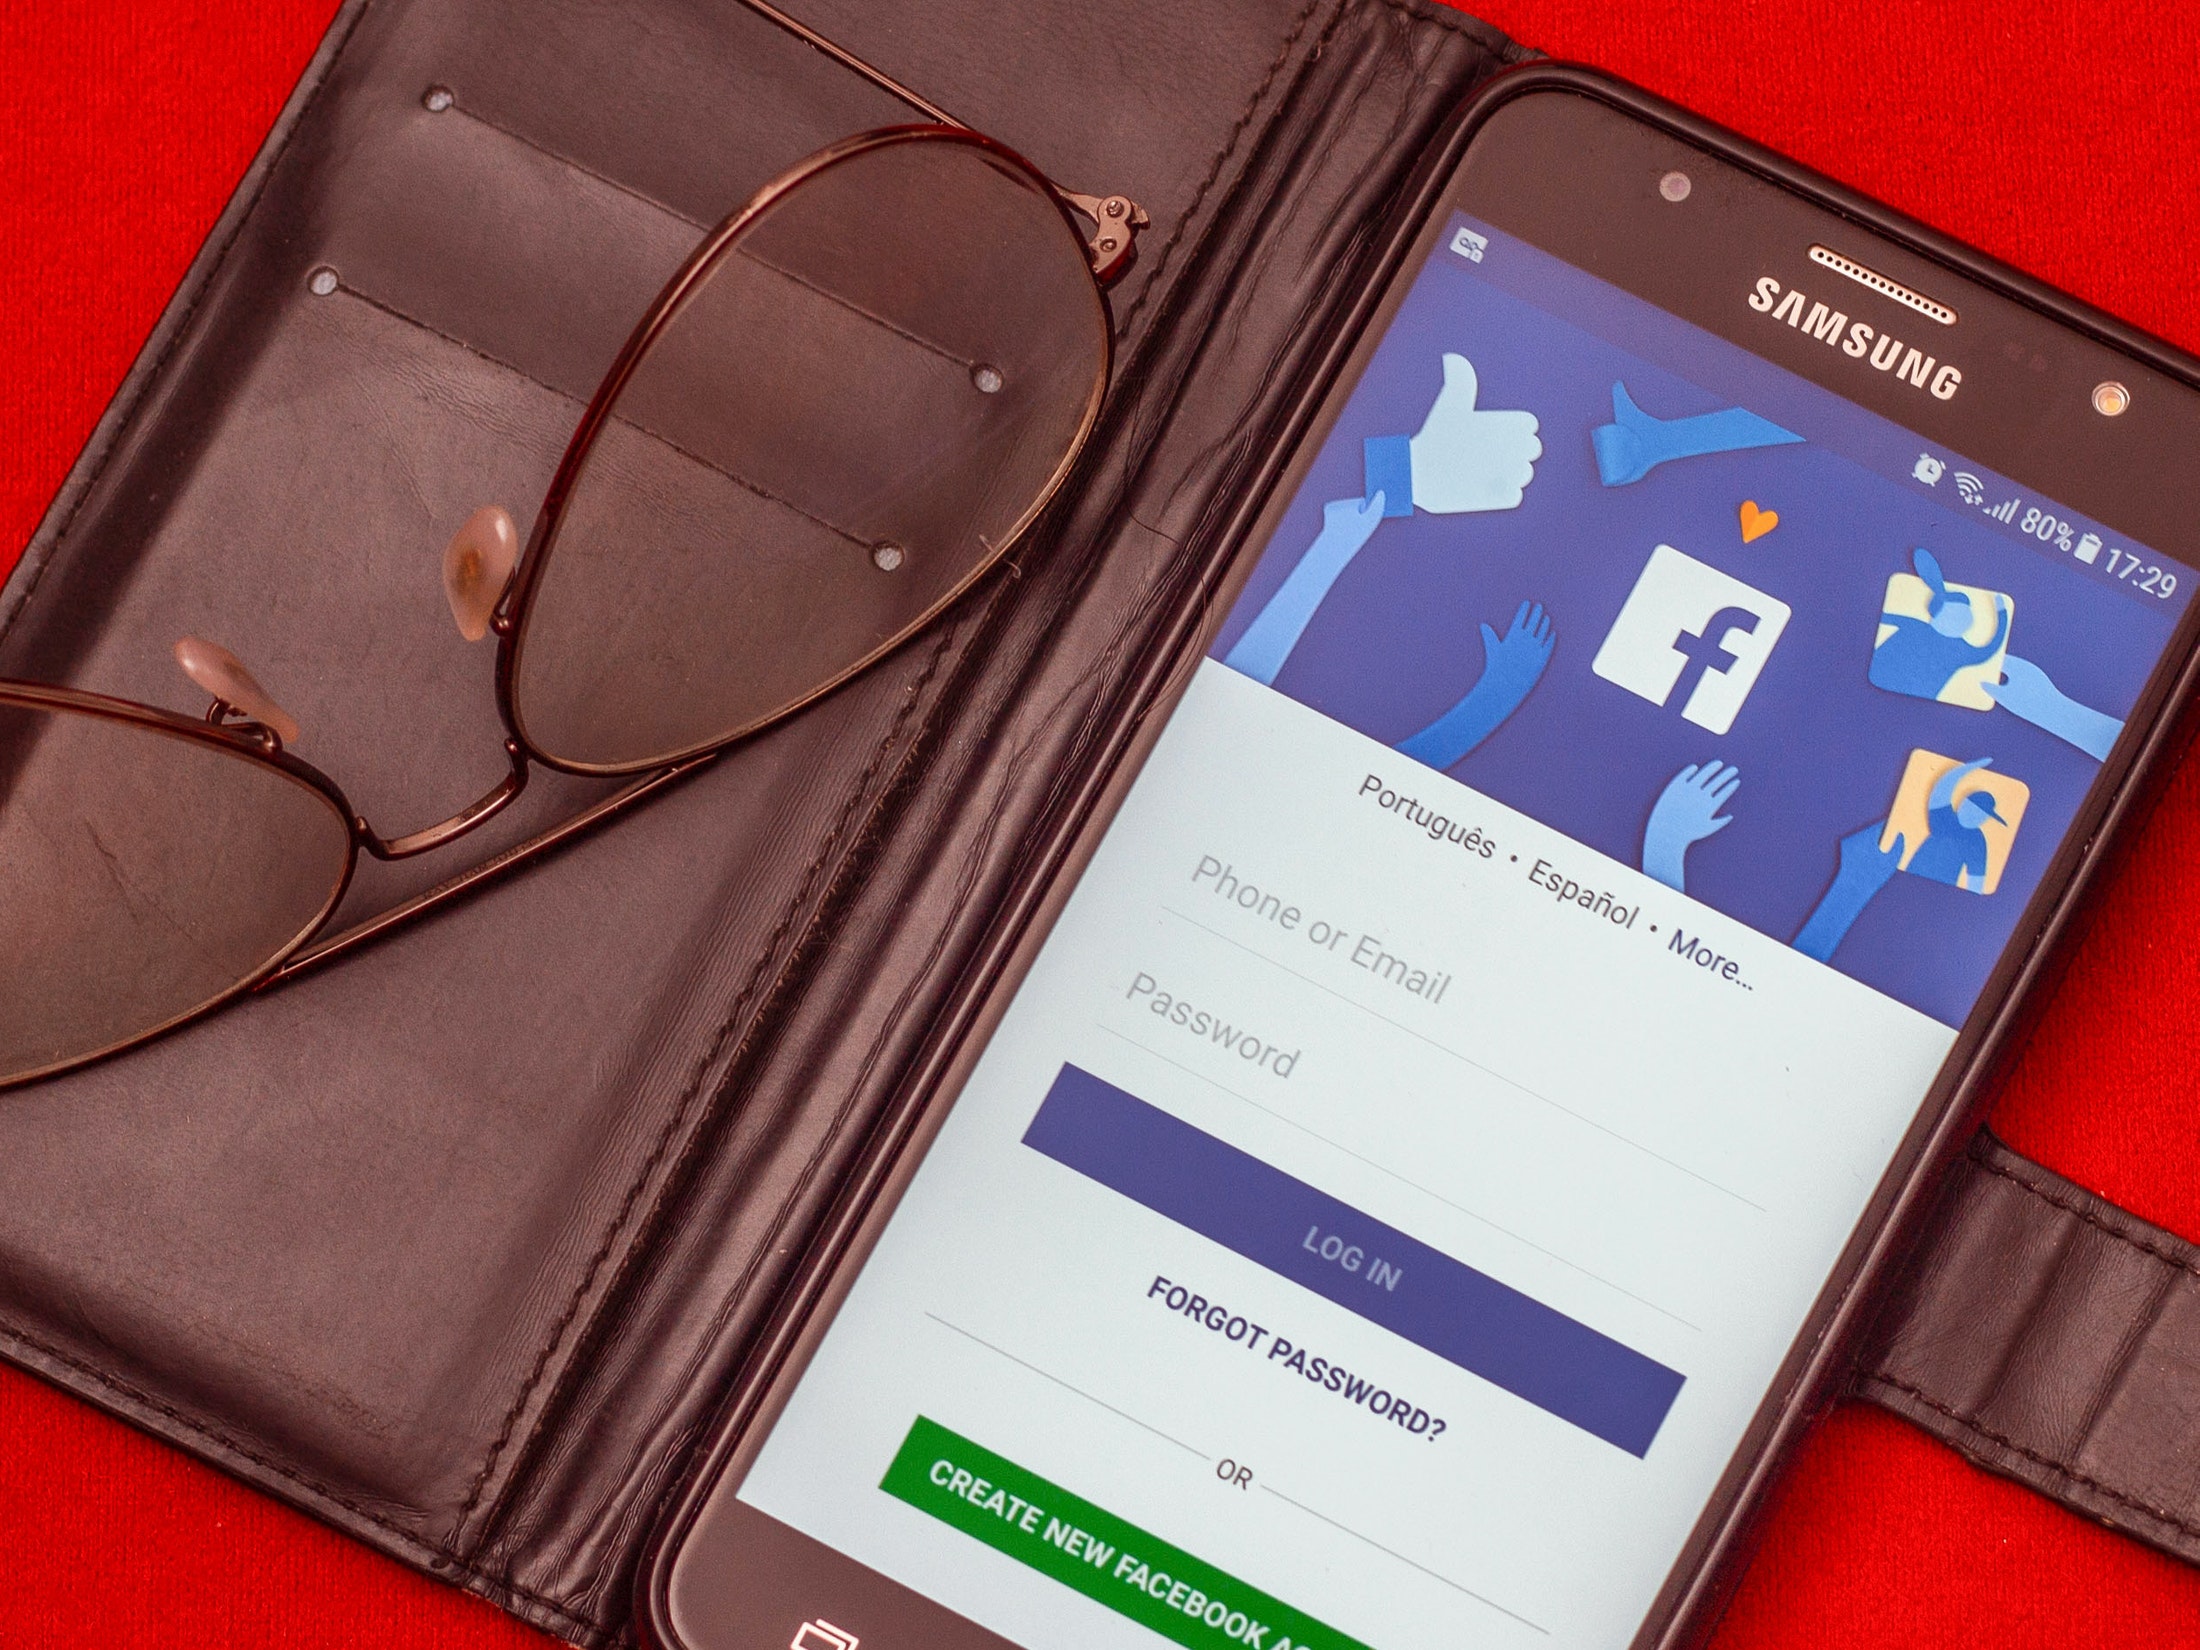 SAMSUNG
80% 17:29
f
Português • Español • More...
Phone or Email
Password
LOG IN
FORGOT PASSWORD?
OR
CREATE NEW FACEBOOK